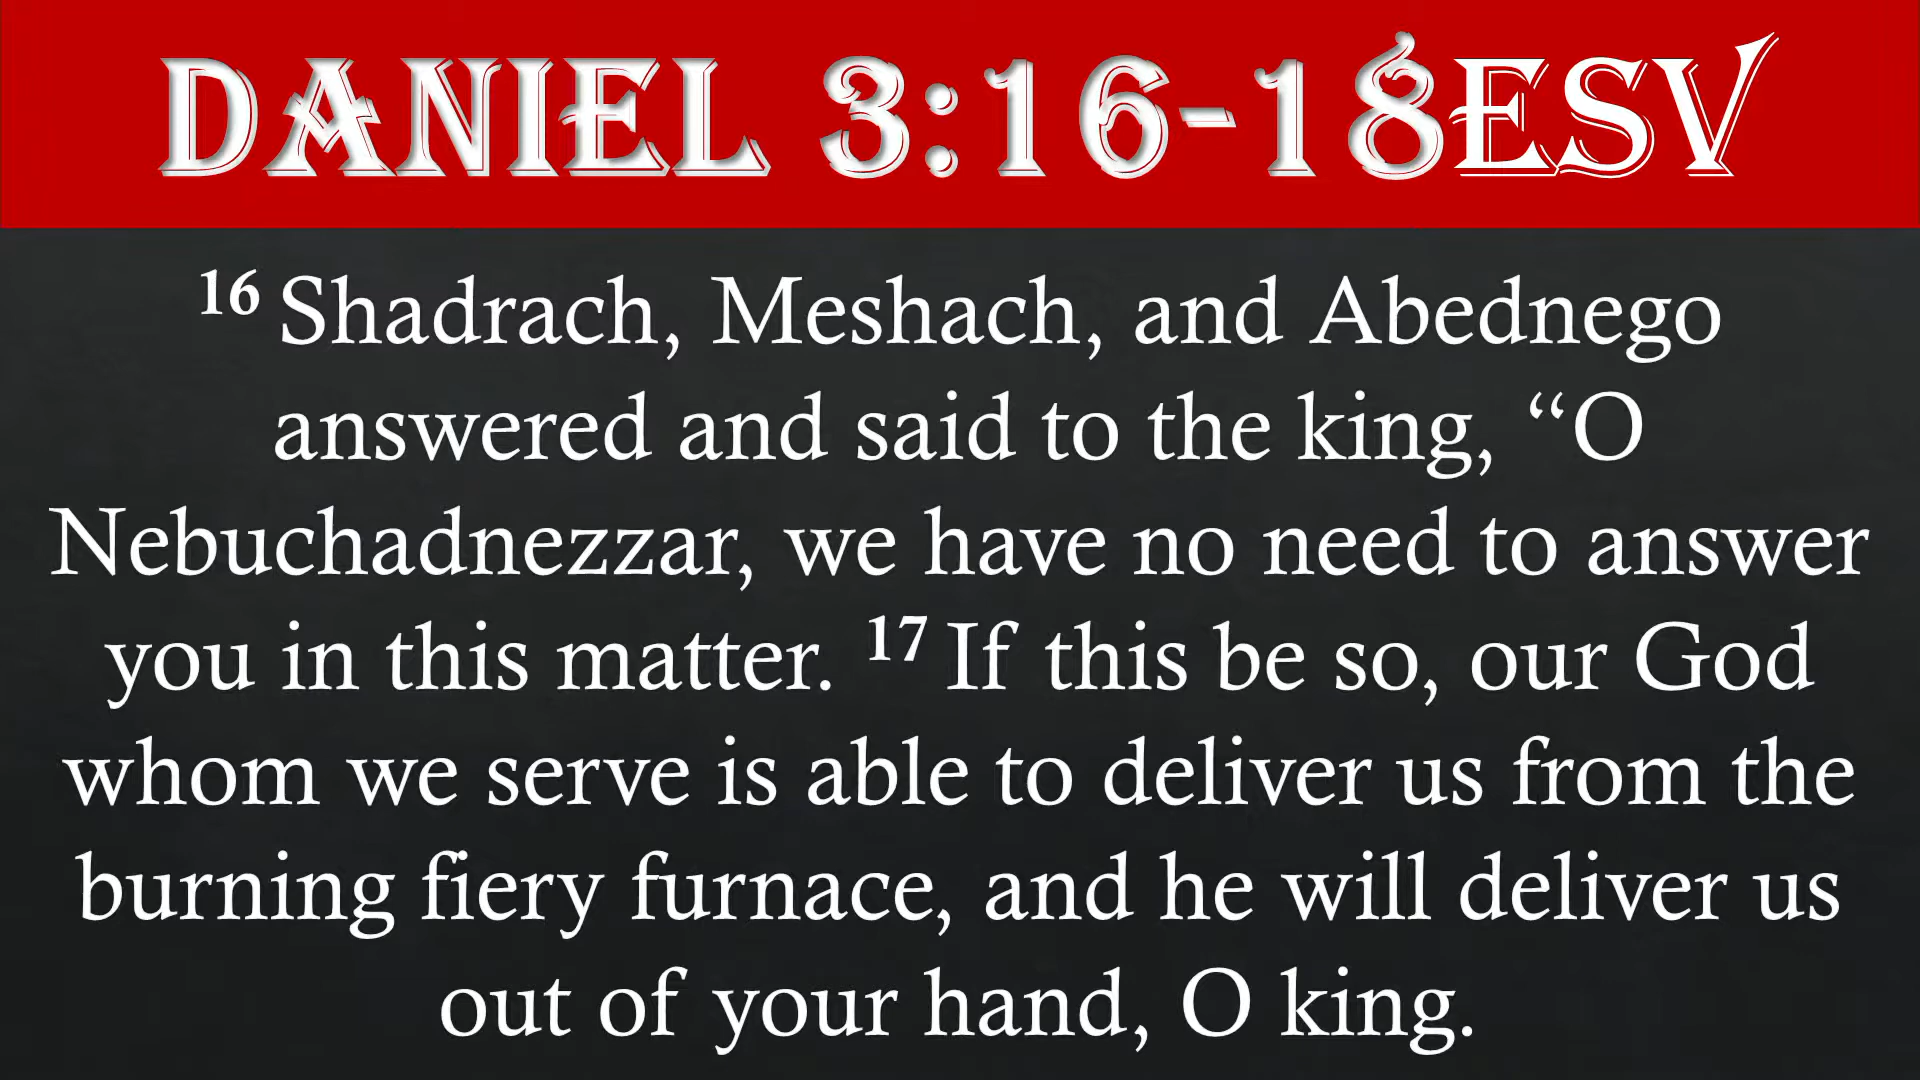 DANIEL 3:16-18ESV
16 Shadrach, Meshach, and Abednego
answered and said to the king, “O
Nebuchadnezzar, we have no need to answer
you in this matter. 17 If this be so, our God
whom we serve is able to deliver us from the
burning fiery furnace, and he will deliver us
out of your hand, O king.